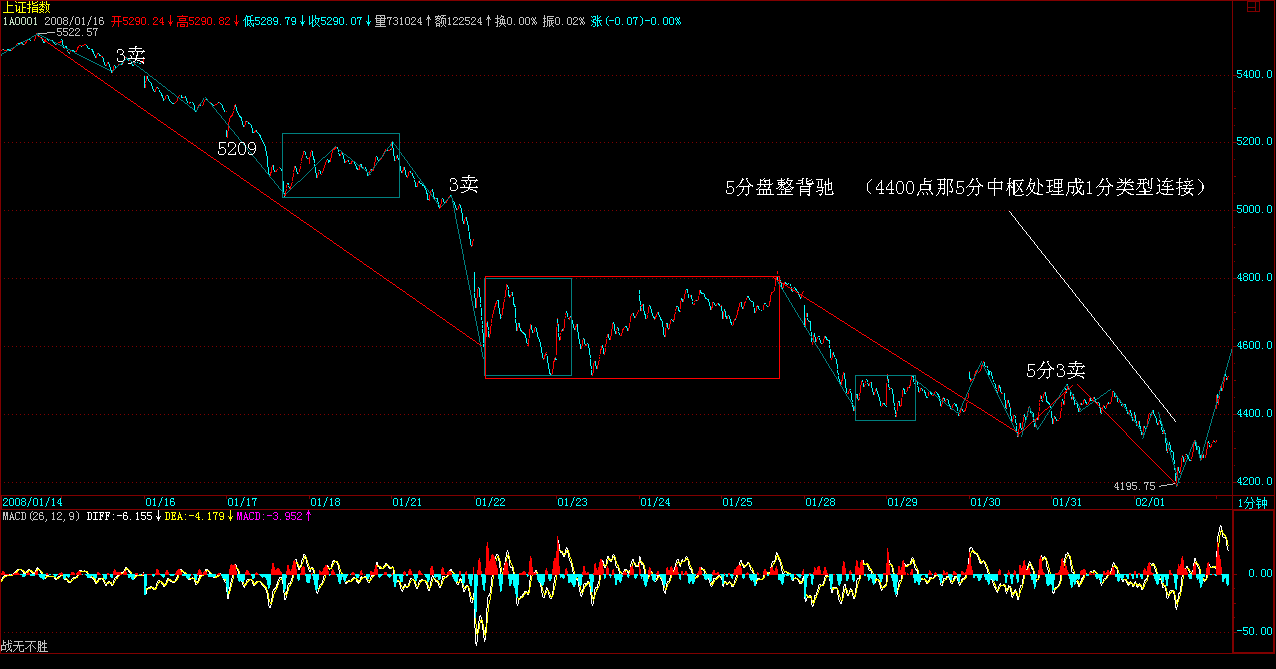 上证指数
1A0001 2008/01/16 开5290.24↓高5290.82↓低5289.79↓收5290.07↓量731024↑额122524↑换0.00% 振0.02% 涨(-0.07)-0.00%
5522.57
3卖
5400.0
5209
5200.0
3卖
5分盘整背驰 （4400点那5分中枢处理成1分类型连接）
5000.0
4800.0
4600.0
5分3卖
4400.0
4195.75
4200.0
2008/01/14 01/16 01/17 01/18 01/21 01/22 01/23 01/24 01/25 01/28 01/29 01/30 01/31 02/01 1分钟
MACD(26,12,9) DIFF:-6.155↓DEA:-4.179↓MACD:-3.952↑
0.00
-50.00
战无不胜